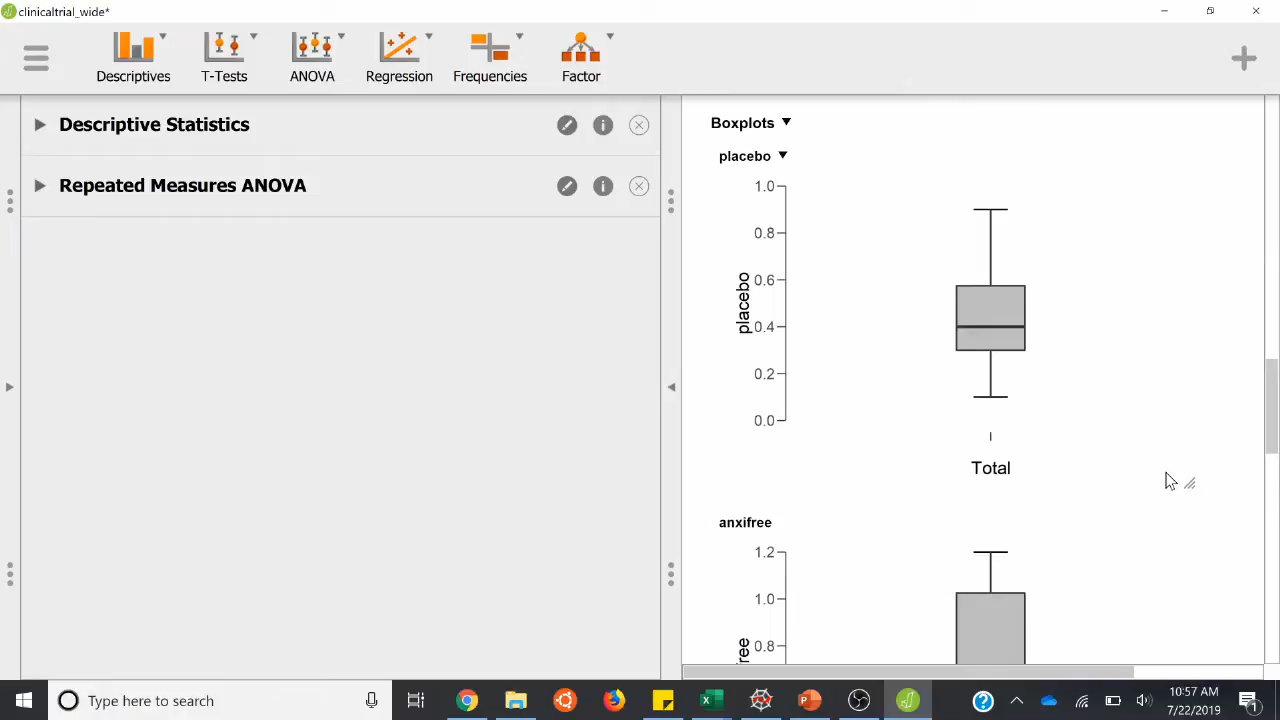 clinicaltrial_wide*
Descriptives
T-Tests
ANOVA
Regression
Frequencies
Factor
Descriptive Statistics
Repeated Measures ANOVA
Boxplots
placebo
1.0
0.8
0.6
0.4
0.2
0.0
placebo
Total
anxifree
1.2
1.0
0.8
ree
Type here to search
10:57 AM
7/22/2019